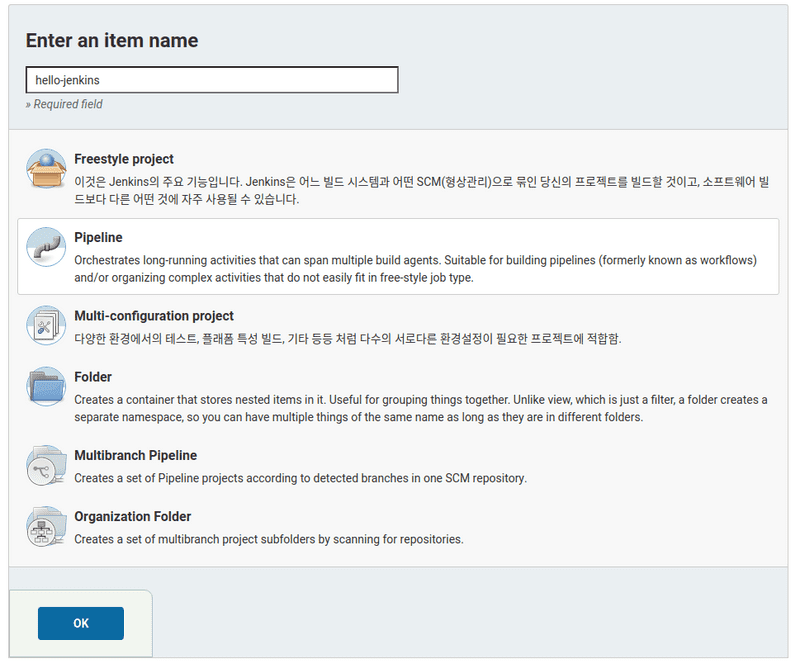 Enter an item name
hello-jenkins
» Required field
Freestyle project
이것은 Jenkins의 주요 기능입니다. Jenkins은 어느 빌드 시스템과 어떤 SCM(형상관리)으로 묶인 당신의 프로젝트를 빌드할 것이고, 소프트웨어 빌
드보다 다른 어떤 것에 자주 사용될 수 있습니다.
Pipeline
Orchestrates long-running activities that can span multiple build agents. Suitable for building pipelines (formerly known as workflows)
and/or organizing complex activities that do not easily fit in free-style job type.
Multi-configuration project
다양한 환경에서의 테스트, 플래폼 특성 빌드, 기타 등등 처럼 다수의 서로다른 환경설정이 필요한 프로젝트에 적합함.
Folder
Creates a container that stores nested items in it. Useful for grouping things together. Unlike view, which is just a filter, a folder creates a
separate namespace, so you can have multiple things of the same name as long as they are in different folders.
Multibranch Pipeline
Creates a set of Pipeline projects according to detected branches in one SCM repository.
Organization Folder
Creates a set of multibranch project subfolders by scanning for repositories.
OK